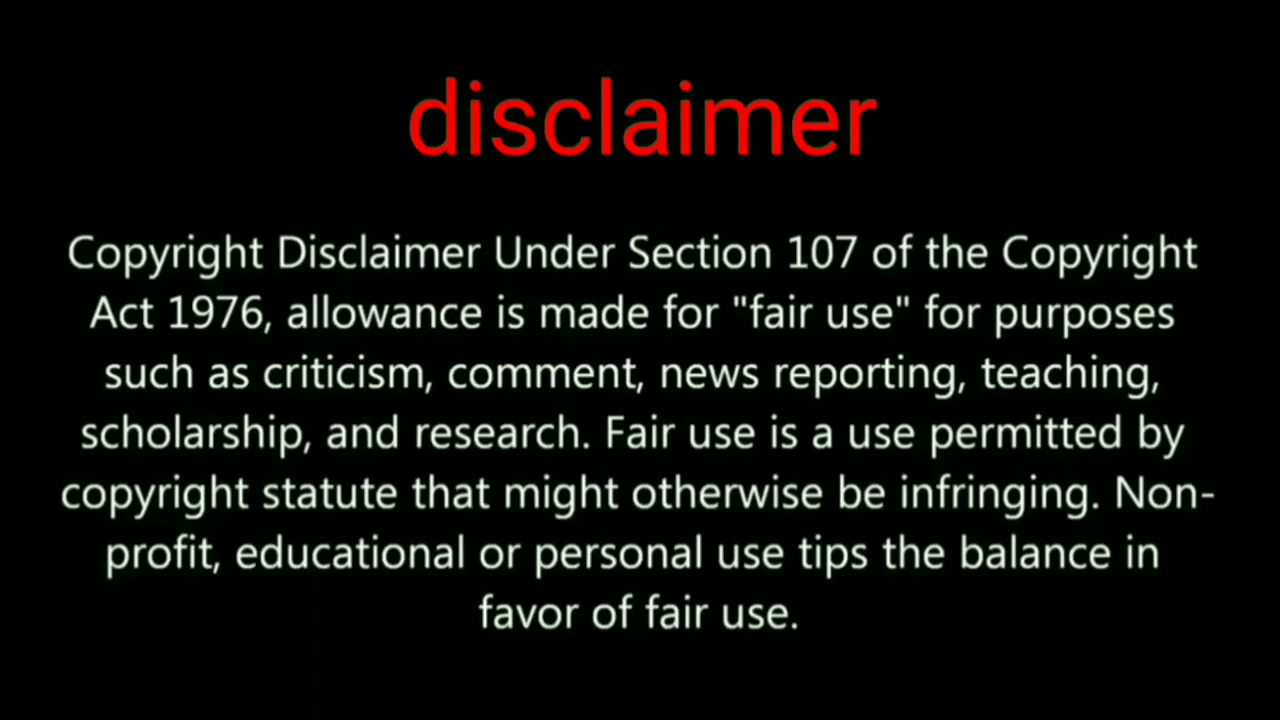 disclaimer
Copyright Disclaimer Under Section 107 of the Copyright
Act 1976, allowance is made for "fair use" for purposes
such as criticism, comment, news reporting, teaching,
scholarship, and research. Fair use is a use permitted by
copyright statute that might otherwise be infringing. Non-
profit, educational or personal use tips the balance in
favor of fair use.